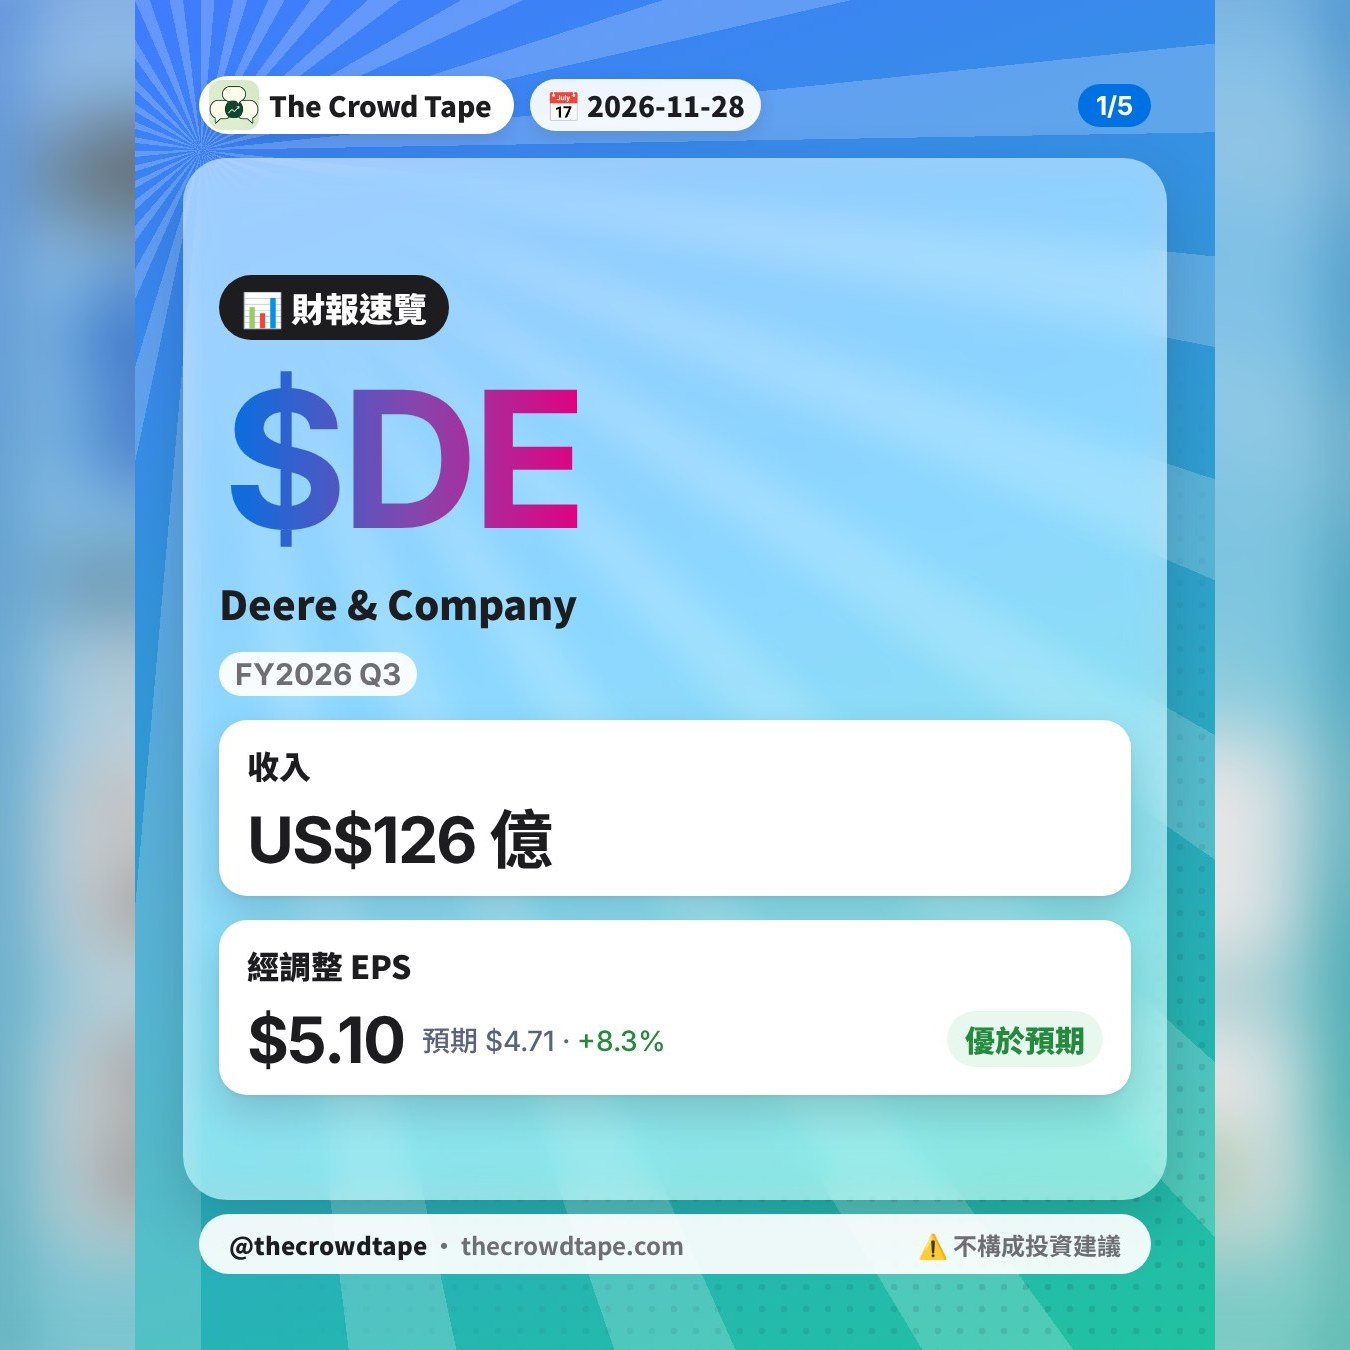 The Crowd Tape
📅 2026-11-28
1/5
📊 財報速覽
$DE
Deere & Company
FY2026 Q3
收入
US$126 億
經調整 EPS
$5.10 預期 $4.71 · +8.3% 優於預期
@thecrowdtape • thecrowdtape.com
⚠️ 不構成投資建議